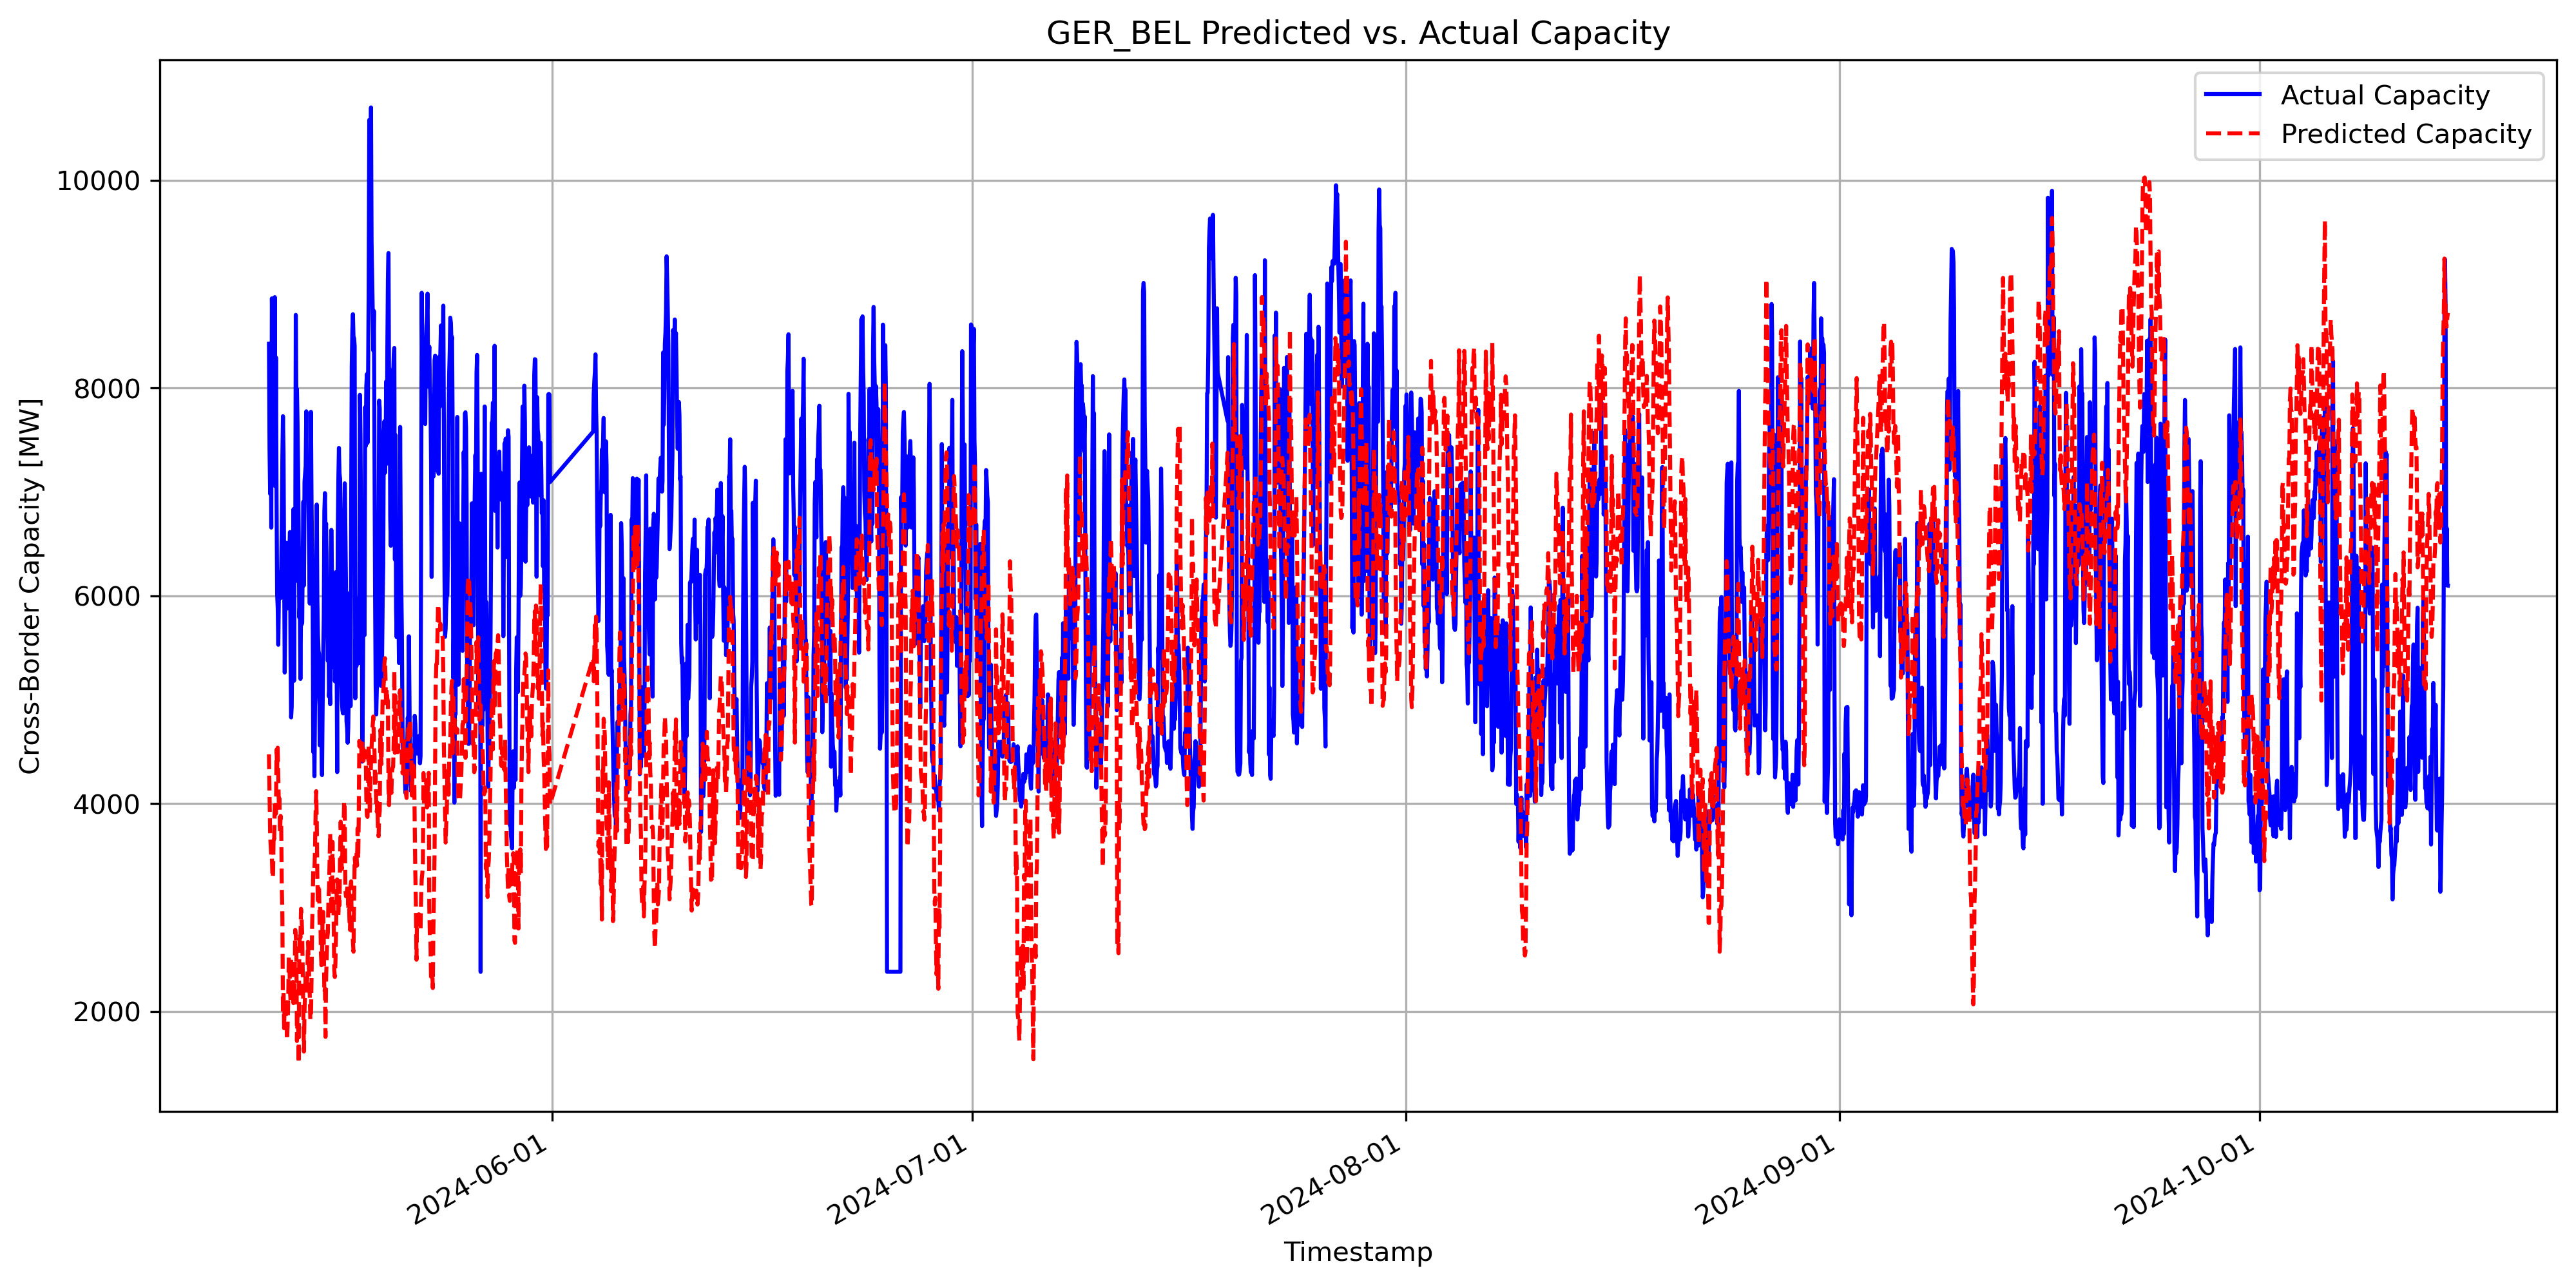 GER_BEL Predicted vs. Actual Capacity
Actual Capacity
Predicted Capacity
Cross-Border Capacity [MW]
10000
8000
6000
4000
2000
2024-06-01
2024-07-01
2024-08-01
2024-09-01
2024-10-01
Timestamp